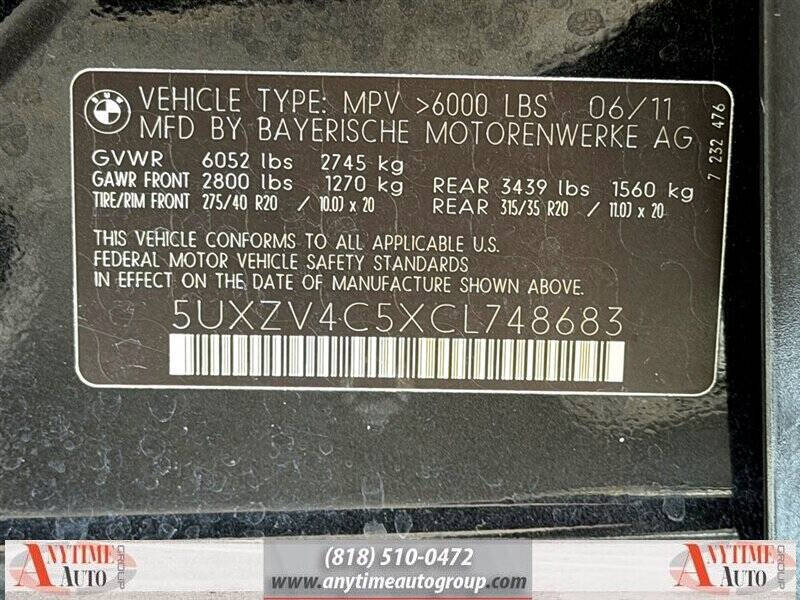 BMW
VEHICLE TYPE: MPV >6000 LBS 06/11
MFD BY BAYERISCHE MOTORENWERKE AG
7 232 476
GVWR 6052 lbs 2745 kg
GAWR FRONT 2800 lbs 1270 kg REAR 3439 lbs 1560 kg
TIRE/RIM FRONT 275/40 R20 / 10.0J x 20 REAR 315/35 R20 / 11.0J x 20
THIS VEHICLE CONFORMS TO ALL APPLICABLE U.S.
FEDERAL MOTOR VEHICLE SAFETY STANDARDS
IN EFFECT ON THE DATE OF MANUFACTURE SHOWN ABOVE
5UXZV4C5XCL748683
ANYTIME AUTO GROUP
(818) 510-0472
www.anytimeautogroup.com
ANYTIME AUTO GROUP